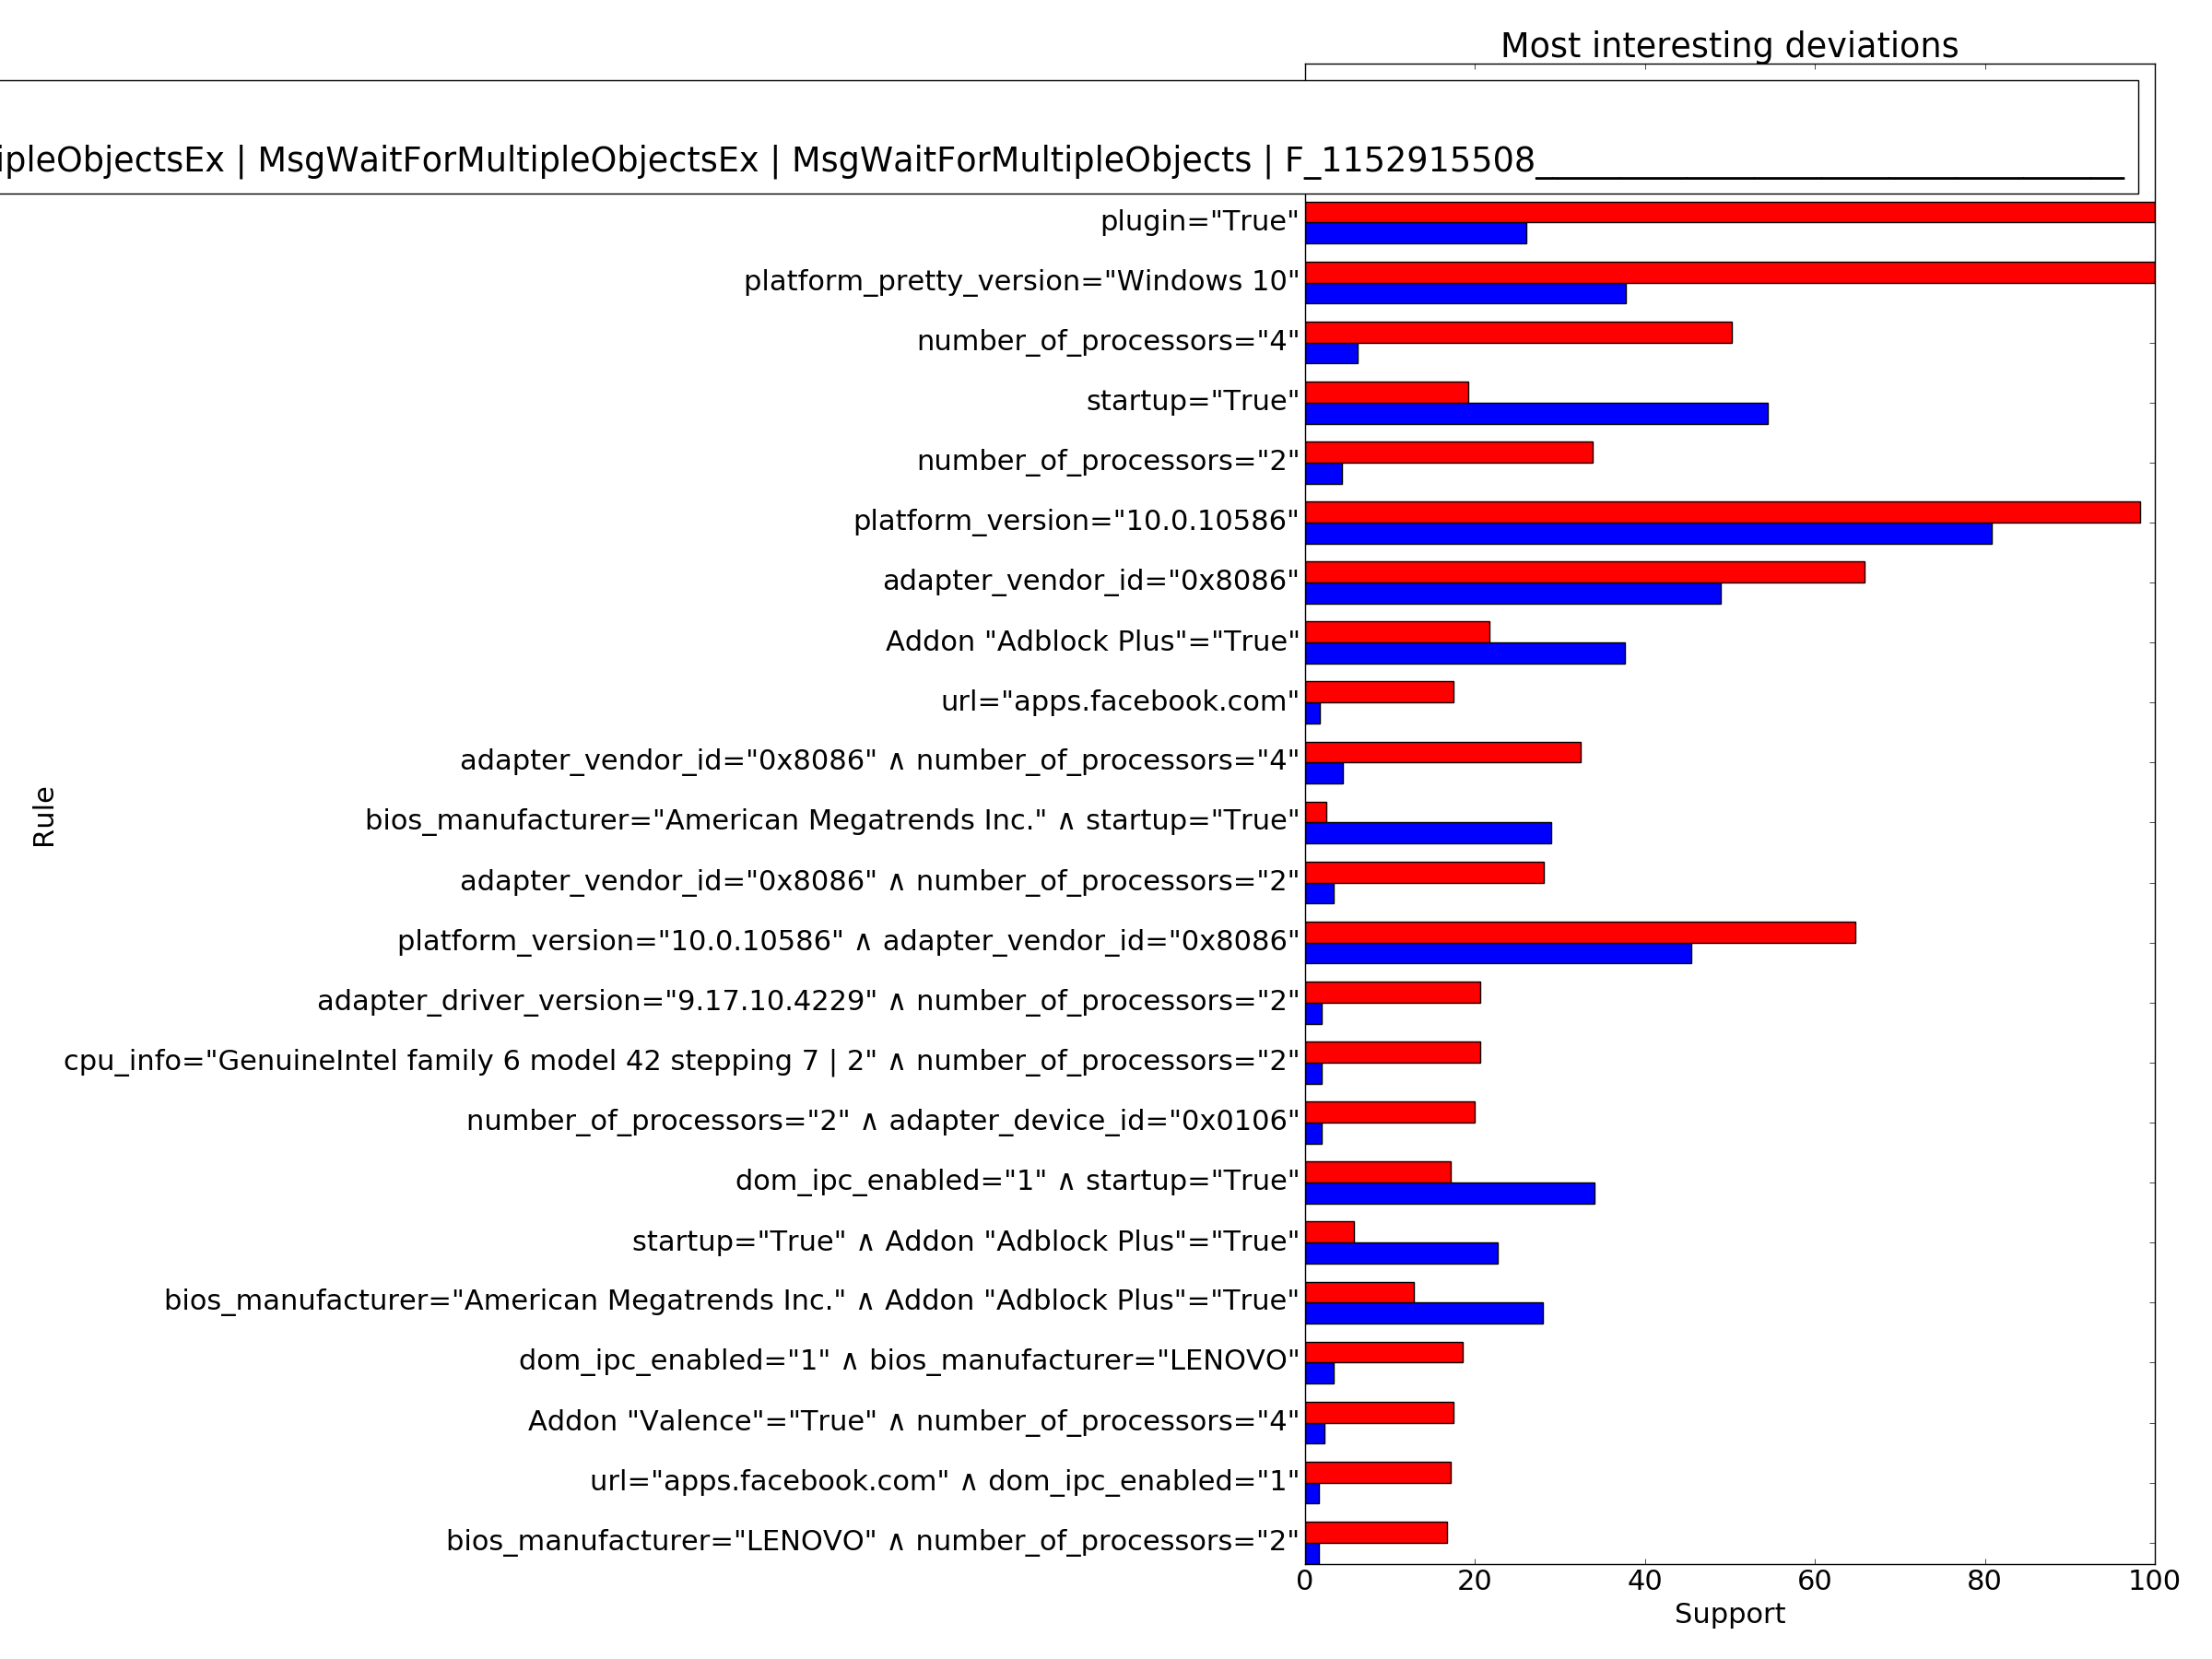 Most interesting deviations
ipleObjectsEx | MsgWaitForMultipleObjectsEx | MsgWaitForMultipleObjects | F_1152915508___________________________________
plugin="True"
platform_pretty_version="Windows 10"
number_of_processors="4"
startup="True"
number_of_processors="2"
platform_version="10.0.10586"
adapter_vendor_id="0x8086"
Addon "Adblock Plus"="True"
url="apps.facebook.com"
adapter_vendor_id="0x8086" ∧ number_of_processors="4"
bios_manufacturer="American Megatrends Inc." ∧ startup="True"
adapter_vendor_id="0x8086" ∧ number_of_processors="2"
platform_version="10.0.10586" ∧ adapter_vendor_id="0x8086"
adapter_driver_version="9.17.10.4229" ∧ number_of_processors="2"
cpu_info="GenuineIntel family 6 model 42 stepping 7 | 2" ∧ number_of_processors="2"
number_of_processors="2" ∧ adapter_device_id="0x0106"
dom_ipc_enabled="1" ∧ startup="True"
startup="True" ∧ Addon "Adblock Plus"="True"
bios_manufacturer="American Megatrends Inc." ∧ Addon "Adblock Plus"="True"
dom_ipc_enabled="1" ∧ bios_manufacturer="LENOVO"
Addon "Valence"="True" ∧ number_of_processors="4"
url="apps.facebook.com" ∧ dom_ipc_enabled="1"
bios_manufacturer="LENOVO" ∧ number_of_processors="2"
Rule
0 20 40 60 80 100
Support